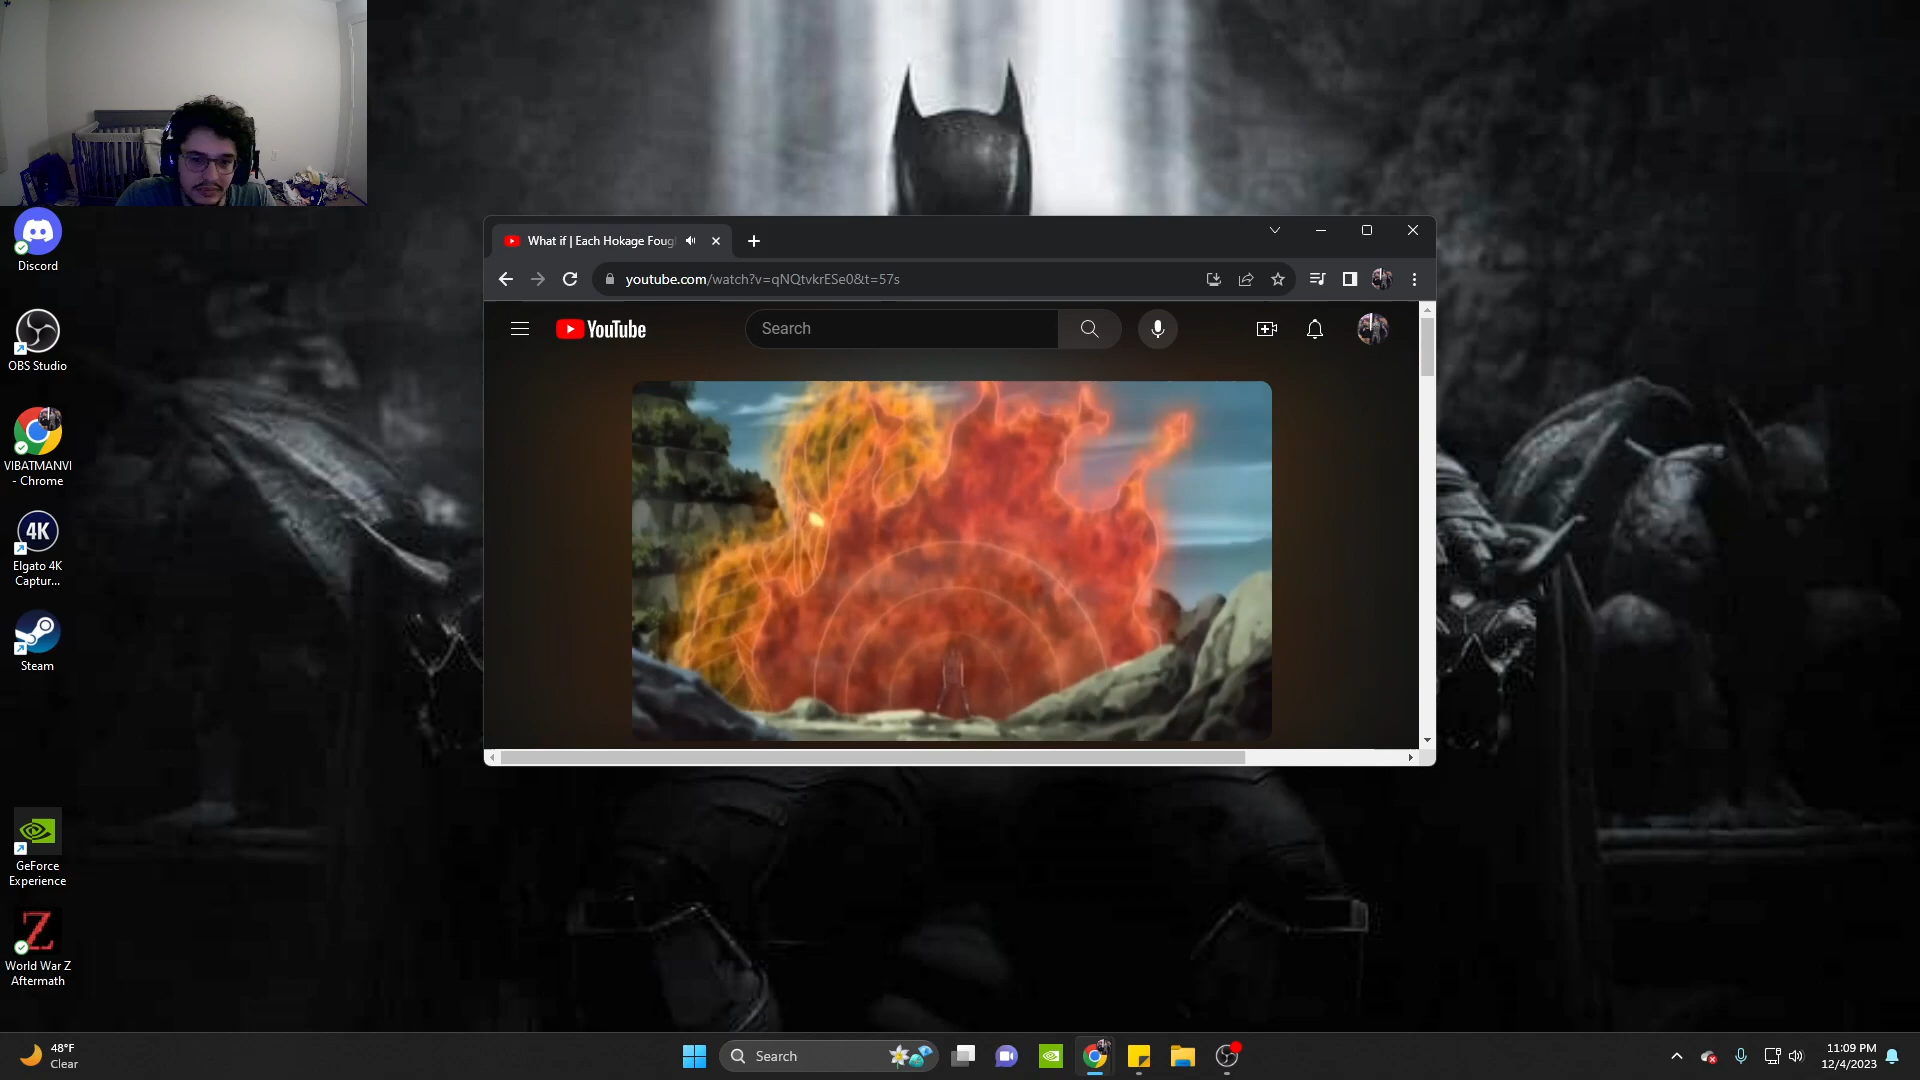 Discord
OBS Studio
VIBATMANVI
- Chrome
4K
Elgato 4K
Captur...
Steam
GeForce
Experience
Z
World War Z
Aftermath
What if | Each Hokage Foug
youtube.com/watch?v=qNQtvkrESe0&t=57s
YouTube
Search
48°F
Clear
Search
11:09 PM
12/4/2023